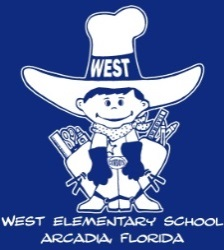 WEST
WEST ELEMENTARY SCHOOL
ARCADIA, FLORIDA